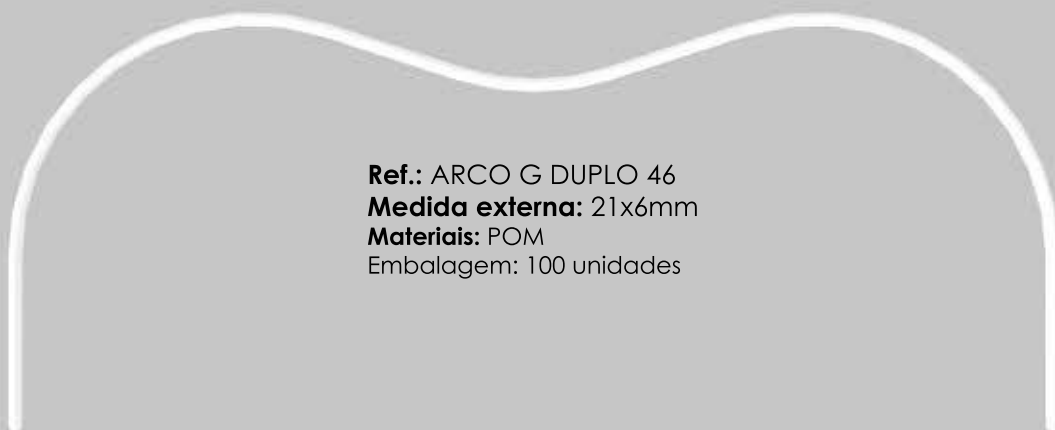 Ref.: ARCO G DUPLO 46
Medida externa: 21x6mm
Materiais: POM
Embalagem: 100 unidades